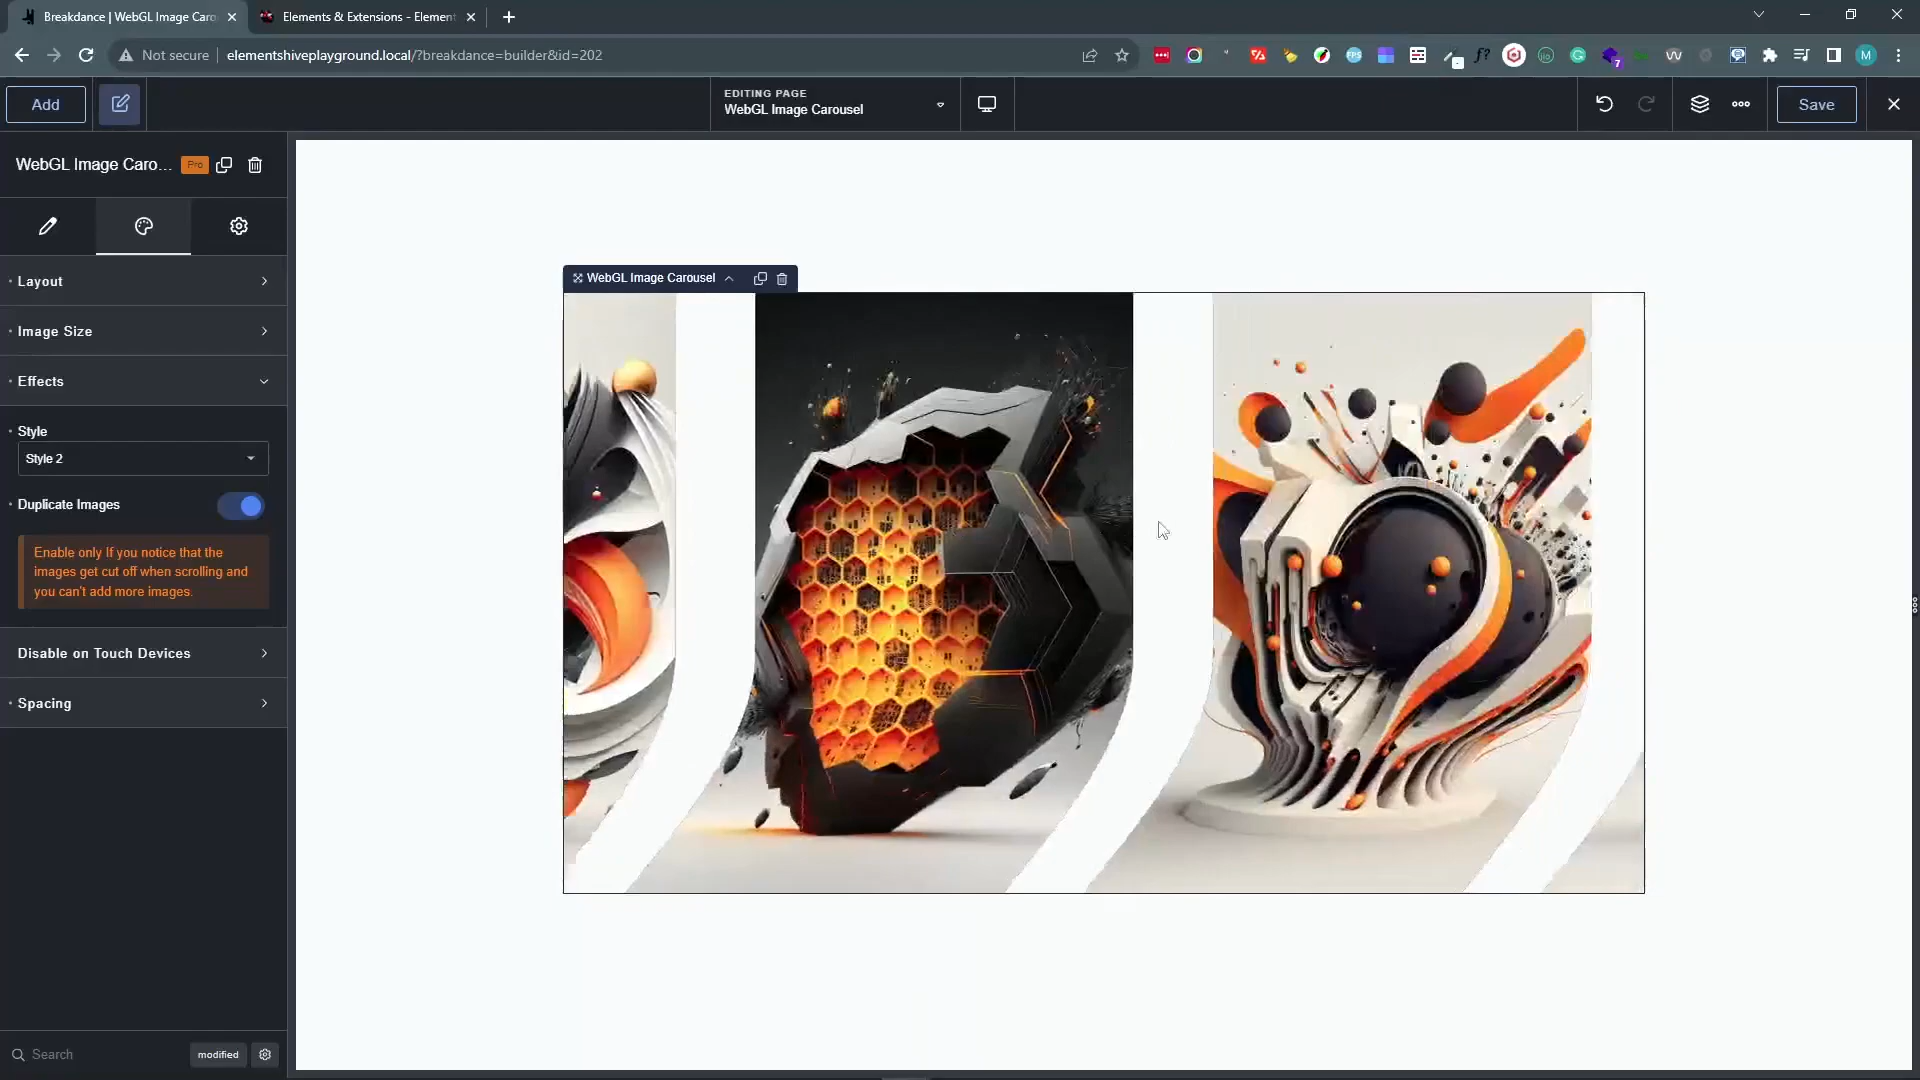 Breakdance | WebGL Image Caro
Elements & Extensions - Element
Not secure
elementshiveplayground.local/?breakdance=builder&id=202
Add
EDITING PAGE
WebGL Image Carousel
Save
WebGL Image Caro...
Pro
Layout
Image Size
Effects
Style
Style 2
Duplicate Images
Enable only If you notice that the
images get cut off when scrolling and
you can't add more images.
Disable on Touch Devices
Spacing
WebGL Image Carousel
Search
modified
f?
FPS
7
M